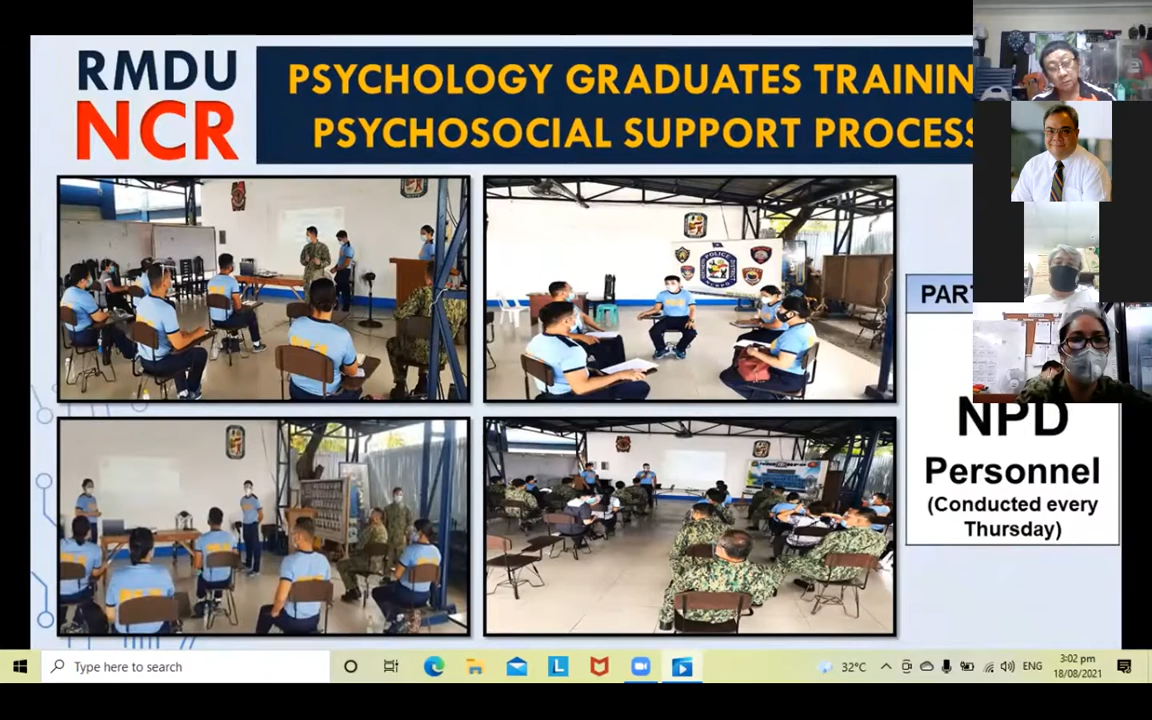 RMDU
NCR
PSYCHOLOGY GRADUATES TRAININ
PSYCHOSOCIAL SUPPORT PROCESS
PART
NPD
Personnel
(Conducted every
Thursday)
Type here to search
32°C
ENG
3:02 pm
18/08/2021